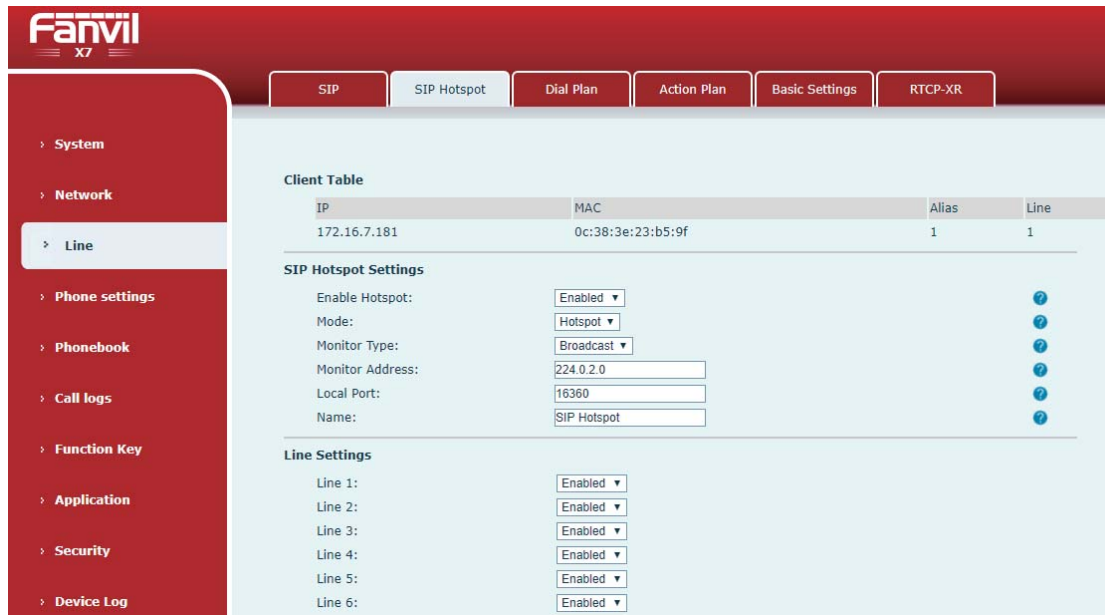 Fanvil
X7
SIP
SIP Hotspot
Dial Plan
Action Plan
Basic Settings
RTCP-XR
› System
› Network
› Line
› Phone settings
› Phonebook
› Call logs
› Function Key
› Application
› Security
› Device Log
Client Table
IP MAC Alias Line
172.16.7.181 0c:38:3e:23:b5:9f 1 1
SIP Hotspot Settings
Enable Hotspot: Enabled ▼ ?
Mode: Hotspot ▼ ?
Monitor Type: Broadcast ▼ ?
Monitor Address: 224.0.2.0 ?
Local Port: 16360 ?
Name: SIP Hotspot ?
Line Settings
Line 1: Enabled ▼
Line 2: Enabled ▼
Line 3: Enabled ▼
Line 4: Enabled ▼
Line 5: Enabled ▼
Line 6: Enabled ▼